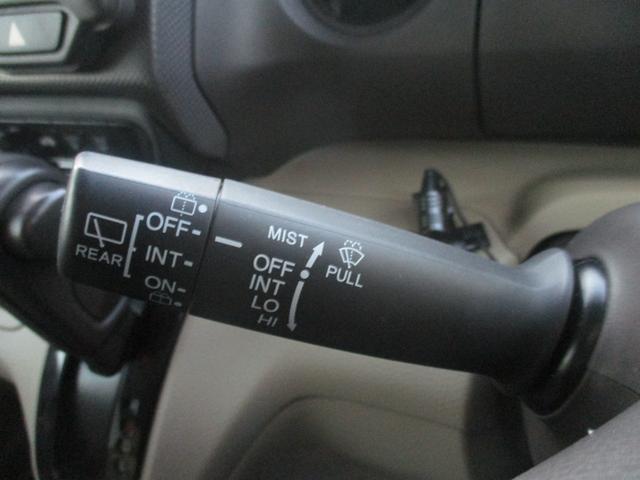 REAR
OFF
INT
ON
MIST
OFF
INT
LO
HI
PULL